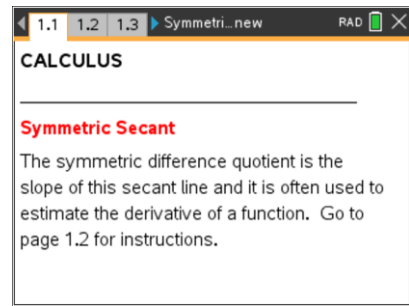 1.1 1.2 1.3 Symmetri...new RAD
CALCULUS
Symmetric Secant
The symmetric difference quotient is the
slope of this secant line and it is often used to
estimate the derivative of a function. Go to
page 1.2 for instructions.